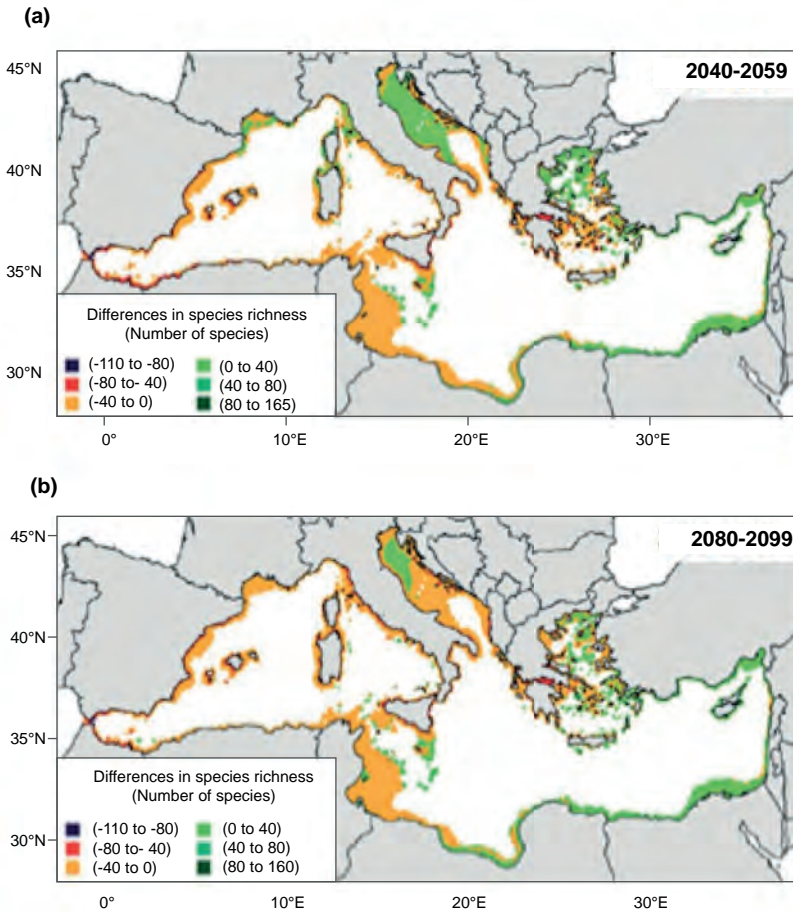 (a)
2040-2059
45°N
40°N
35°N
30°N
Differences in species richness
(Number of species)
(-110 to -80)
(0 to 40)
(-80 to- 40)
(40 to 80)
(-40 to 0)
(80 to 165)
0°
10°E
20°E
30°E
(b)
2080-2099
45°N
40°N
35°N
30°N
Differences in species richness
(Number of species)
(-110 to -80)
(0 to 40)
(-80 to- 40)
(40 to 80)
(-40 to 0)
(80 to 160)
0°
10°E
20°E
30°E